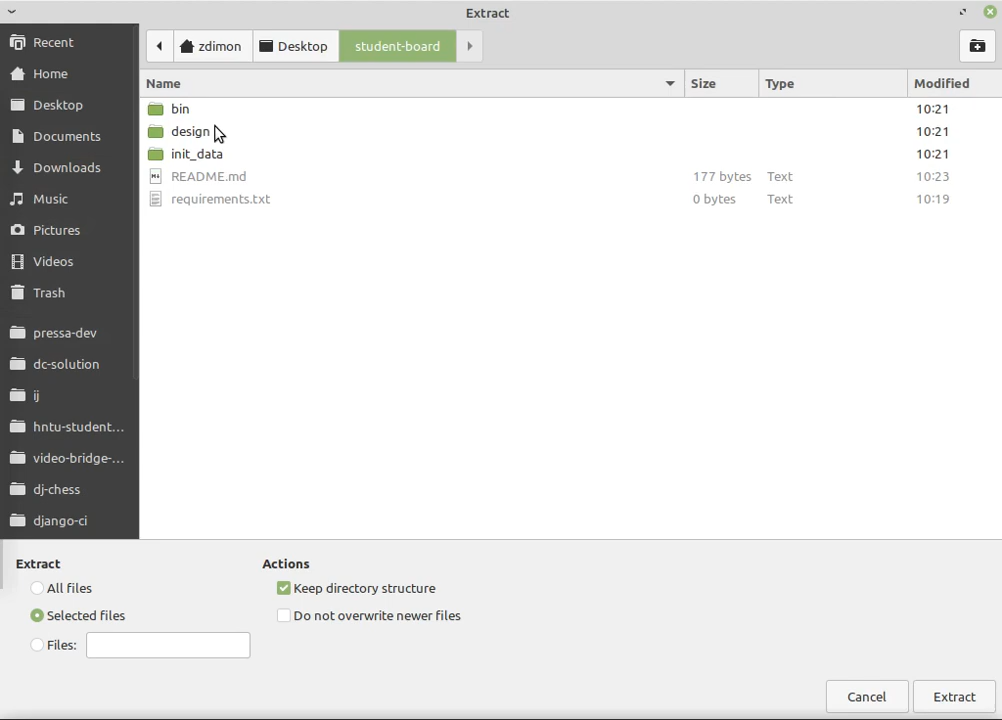 Extract
Recent
Home
Desktop
Documents
Downloads
Music
Pictures
Videos
Trash
pressa-dev
dc-solution
ij
hntu-student...
video-bridge-...
dj-chess
django-ci
zdimon Desktop student-board
Name Size Type Modified
bin 10:21
design 10:21
init_data 10:21
README.md 177 bytes Text 10:23
requirements.txt 0 bytes Text 10:19
Extract
All files
Selected files
Files:
Actions
Keep directory structure
Do not overwrite newer files
Cancel Extract